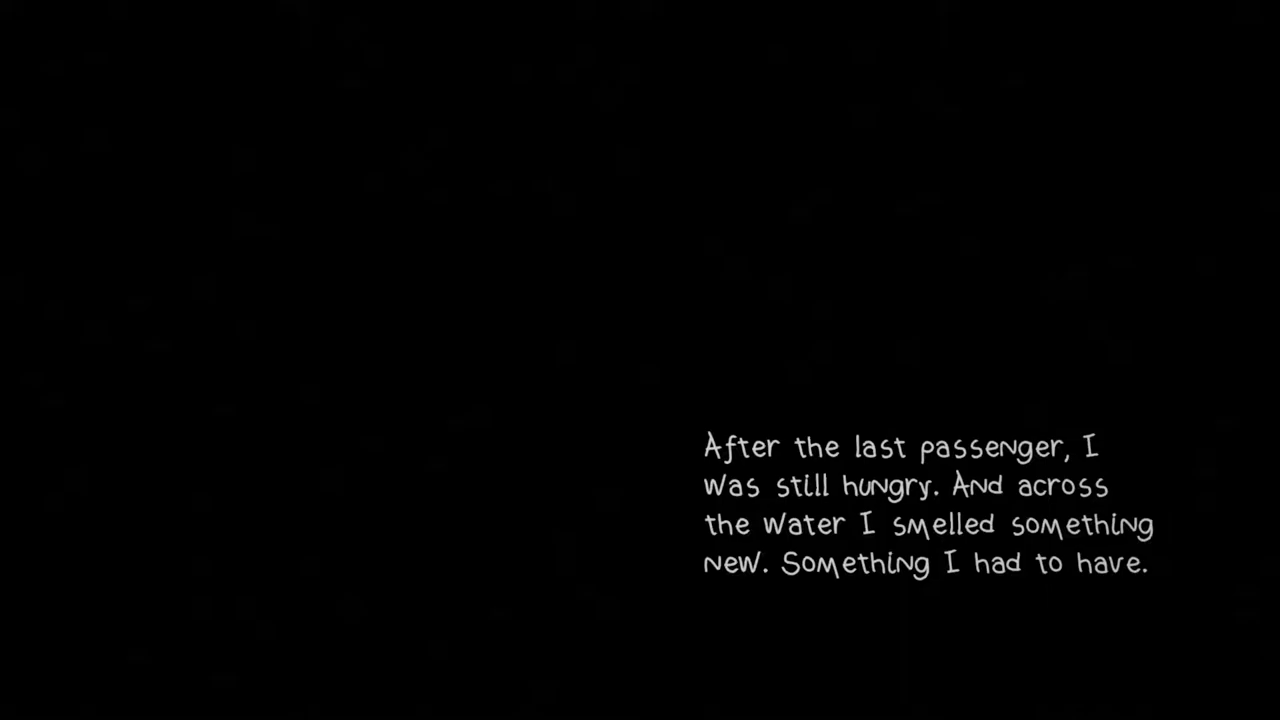 After the last passenger, I
was still hungry. And across
the water I smelled something
new. Something I had to have.